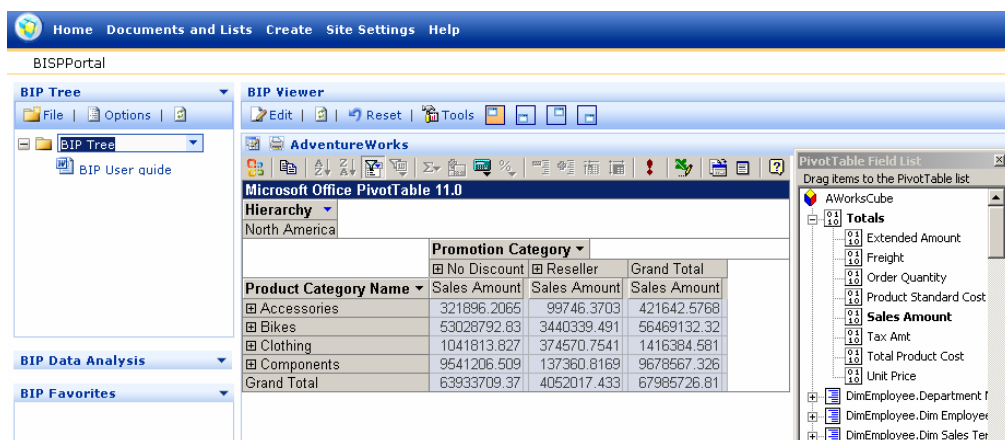 Home Documents and Lists Create Site Settings Help
BISPPortal
BIP Tree
File | Options |
BIP Tree
BIP User guide
BIP Data Analysis
BIP Favorites
BIP Viewer
Edit | | Reset | Tools
AdventureWorks
Microsoft Office PivotTable 11.0
Hierarchy
North America
Promotion Category
No Discount Reseller Grand Total
Product Category Name Sales Amount Sales Amount Sales Amount
Accessories 321896.2065 99746.3703 421642.5768
Bikes 53028792.83 3440339.491 56469132.32
Clothing 1041813.827 374570.7541 1416384.581
Components 9541206.509 137360.8169 9678567.326
Grand Total 63933709.37 4052017.433 67985726.81
PivotTable Field List
Drag items to the PivotTable list
AWorksCube
Totals
Extended Amount
Freight
Order Quantity
Product Standard Cost
Sales Amount
Tax Amt
Total Product Cost
Unit Price
DimEmployee.Department
DimEmployee.Dim Employee
DimEmployee.Dim Sales